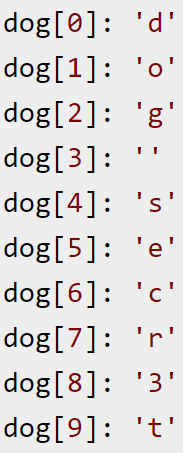 dog[0]: 'd'
dog[1]: 'o'
dog[2]: 'g'
dog[3]: ''
dog[4]: 's'
dog[5]: 'e'
dog[6]: 'c'
dog[7]: 'r'
dog[8]: '3'
dog[9]: 't'